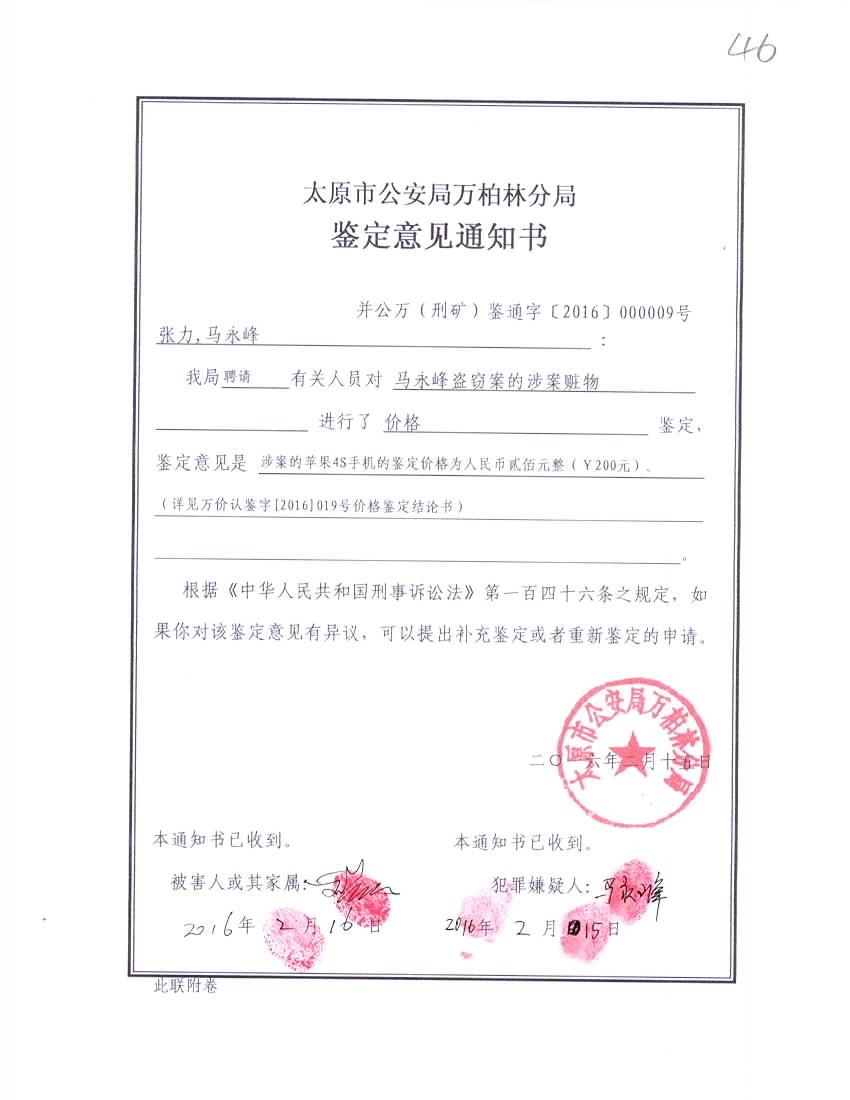 46
太原市公安局万柏林分局
鉴定意见通知书
并公万(刑矿)鉴通字〔2016〕000009号
张力,马永峰:
我局聘请有关人员对 马永峰盗窃案的涉案赃物
进行了 价格 鉴定,
鉴定意见是 涉案的苹果4S手机的鉴定价格为人民币贰佰元整(Y200元)、
(详见万价认鉴字[2016]019号价格鉴定结论书)
。
根据《中华人民共和国刑事诉讼法》第一百四十六条之规定,如
果你对该鉴定意见有异议,可以提出补充鉴定或者重新鉴定的申请。
太原市公安局万柏林分局
二〇一六年二月十五日
本通知书已收到。 本通知书已收到。
被害人或其家属: 犯罪嫌疑人:马永峰
2016年2月16日 2016年2月15日
此联附卷